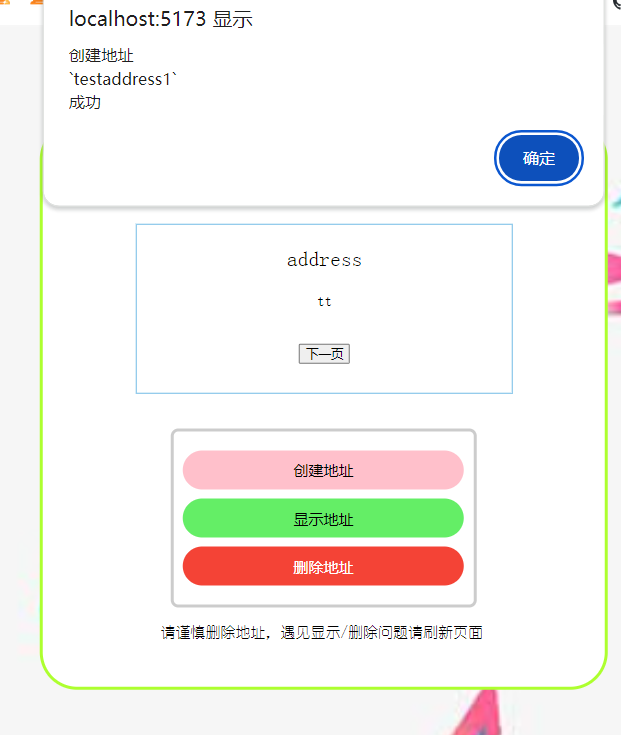 localhost:5173 显示
创建地址
`testaddress1`
成功
确定
address
tt
下一页
创建地址
显示地址
删除地址
请谨慎删除地址，遇见显示/删除问题请刷新页面